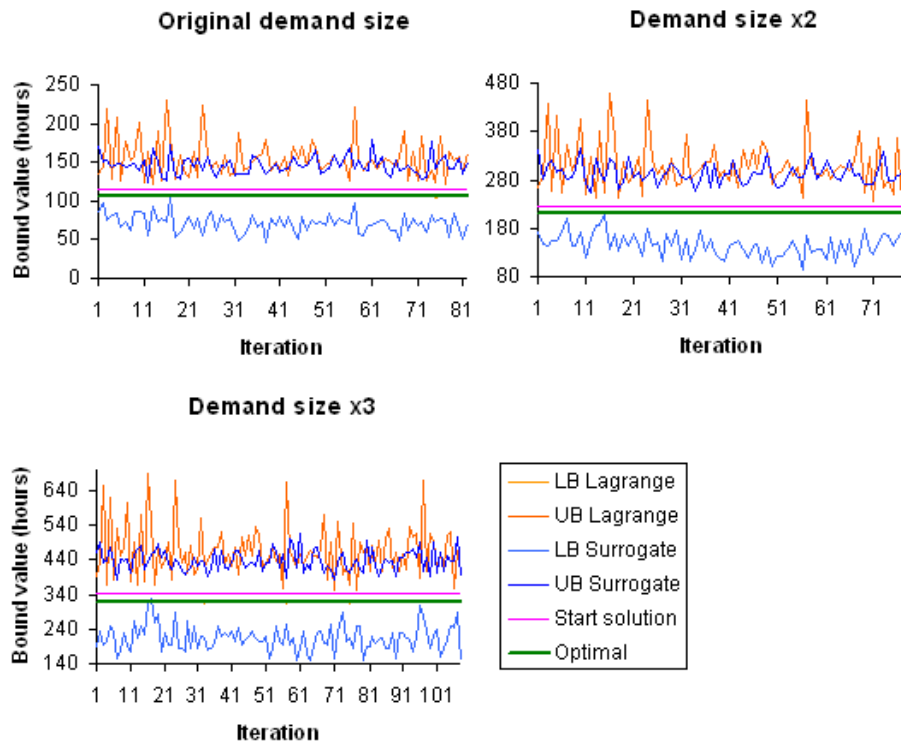 Original demand size
Bound value (hours)
250
200
150
100
50
0
1 11 21 31 41 51 61 71 81
Iteration
Demand size x2
480
380
280
180
80
1 11 21 31 41 51 61 71
Iteration
Demand size x3
Bound value (hours)
640
540
440
340
240
140
1 11 21 31 41 51 61 71 81 91 101
Iteration
LB Lagrange
UB Lagrange
LB Surrogate
UB Surrogate
Start solution
Optimal